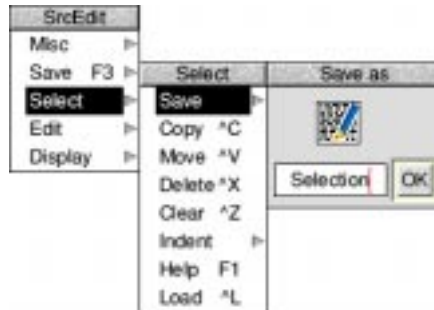 SrcEdit
Misc
Save F3
Select
Edit
Display
Select
Save
Copy ^C
Move ^V
Delete ^X
Clear ^Z
Indent
Help F1
Load ^L
Save as
Selection
OK